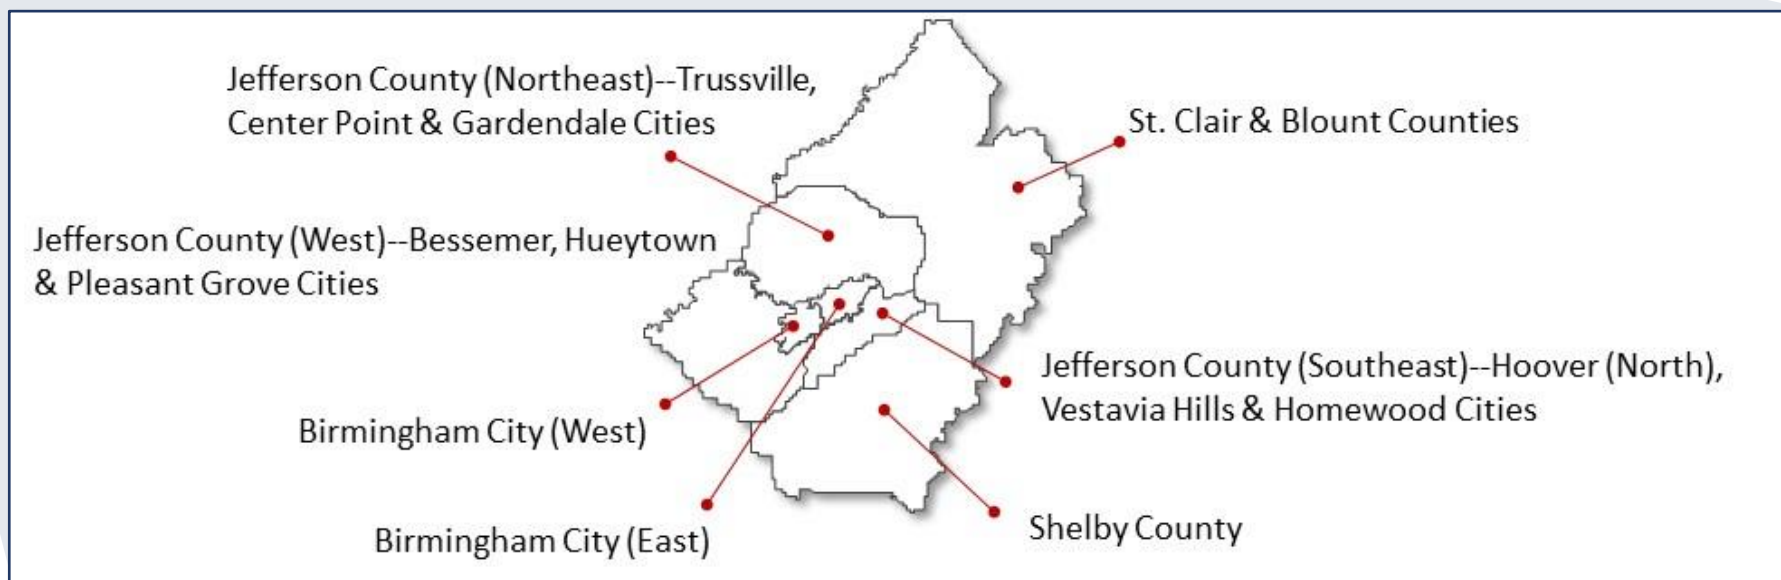 Jefferson County (Northeast)--Trussville,
Center Point & Gardendale Cities
St. Clair & Blount Counties
Jefferson County (West)--Bessemer, Hueytown
& Pleasant Grove Cities
Jefferson County (Southeast)--Hoover (North),
Vestavia Hills & Homewood Cities
Birmingham City (West)
Birmingham City (East)
Shelby County